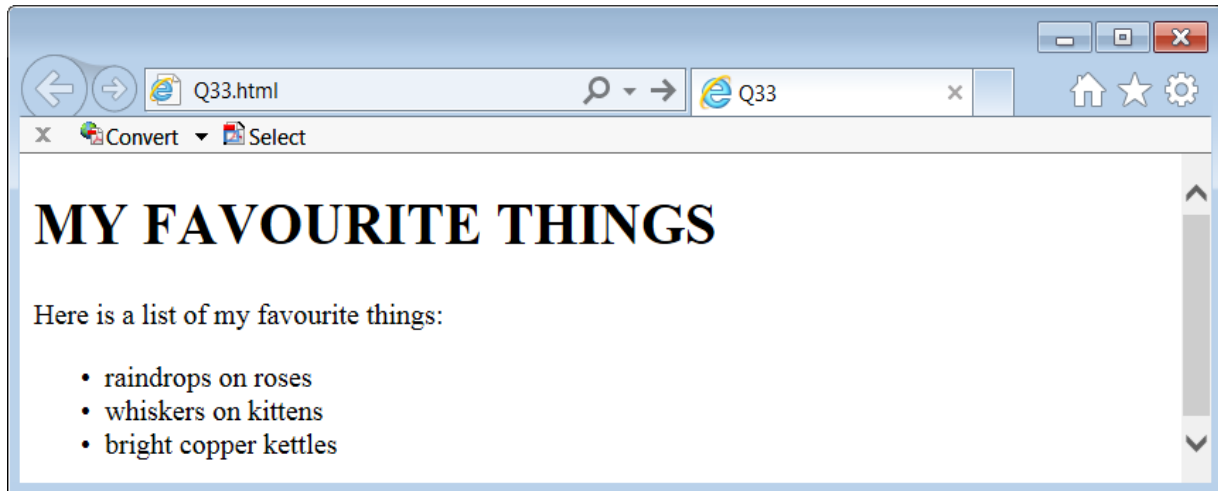 Q33.html
Q33
Convert Select
MY FAVOURITE THINGS
Here is a list of my favourite things:
• raindrops on roses
• whiskers on kittens
• bright copper kettles